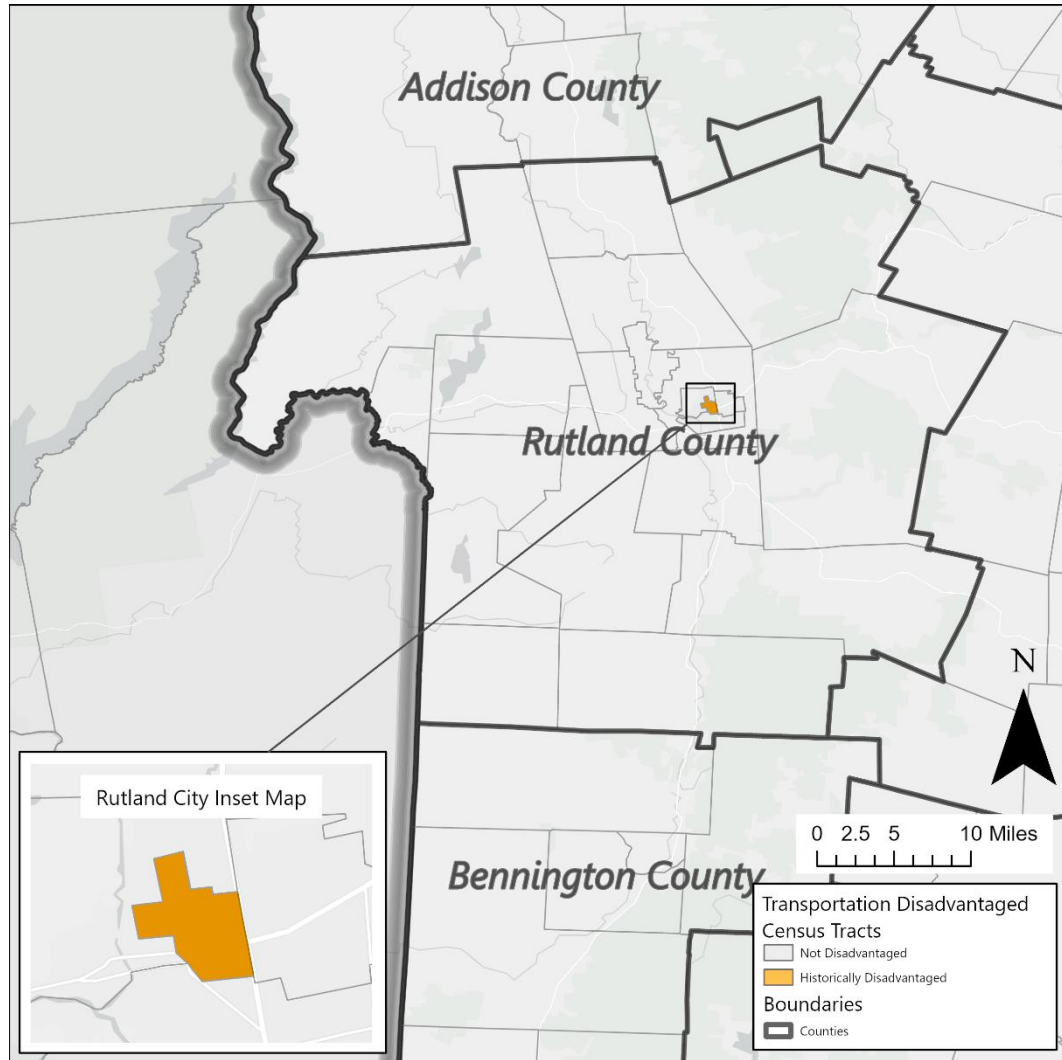 Addison County
Rutland County
N
Rutland City Inset Map
0 2.5 5 10 Miles
Bennington County
Transportation Disadvantaged
Census Tracts
Not Disadvantaged
Historically Disadvantaged
Boundaries
Counties